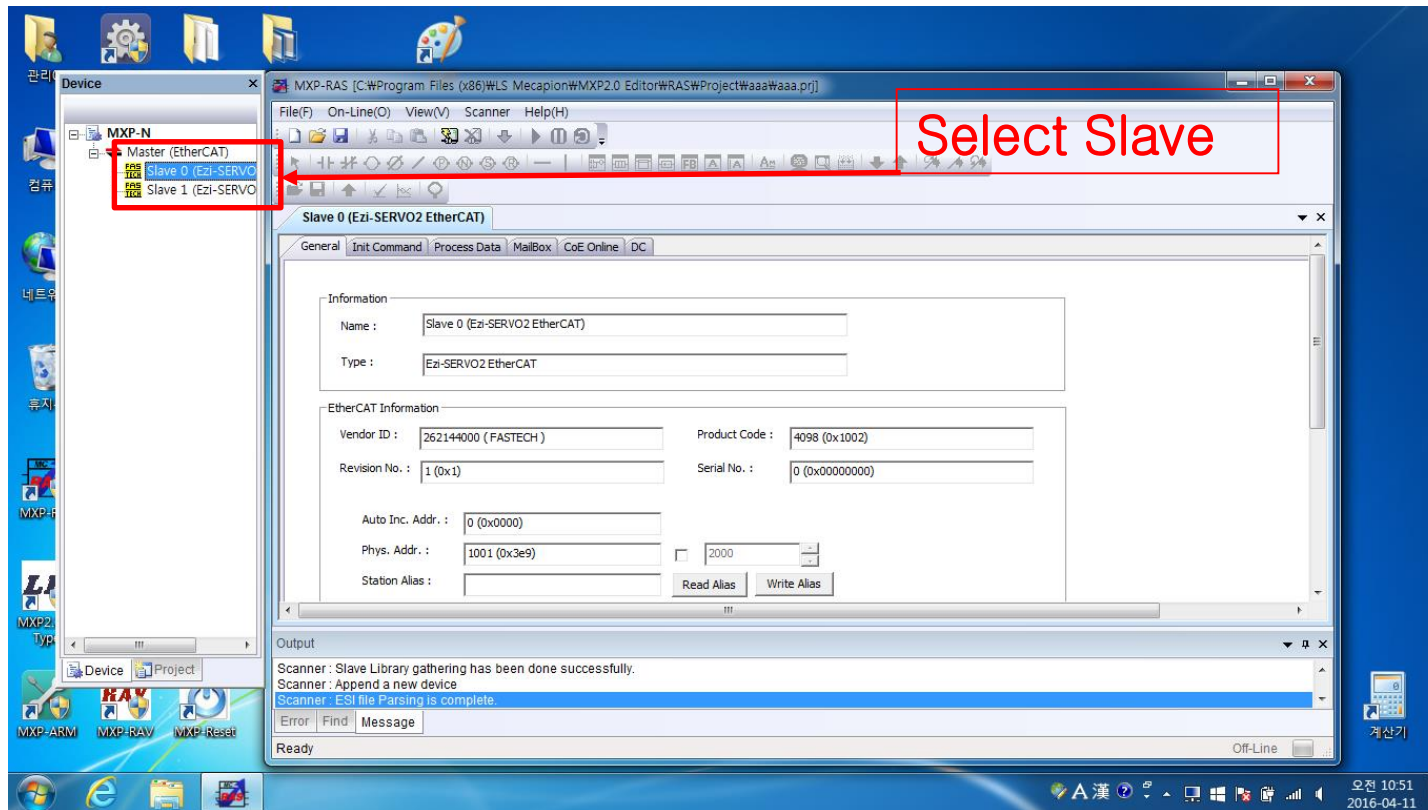 관리
Device
×
MXP-RAS [C:₩Program Files (x86)₩LS Mecapion₩MXP2.0 Editor₩RAS₩Project₩aaa₩aaa.prj]
File(F) On-Line(O) View(V) Scanner Help(H)
Select Slave
MXP-N
Master (EtherCAT)
Slave 0 (Ezi-SERVO
Slave 1 (Ezi-SERVO
컴퓨
Slave 0 (Ezi-SERVO2 EtherCAT)
General Init Command Process Data MailBox CoE Online DC
네트워
Information
Name : Slave 0 (Ezi-SERVO2 EtherCAT)
Type : Ezi-SERVO2 EtherCAT
휴지
EtherCAT Information
Vendor ID : 262144000 ( FASTECH ) Product Code : 4098 (0x1002)
Revision No. : 1 (0x1) Serial No. : 0 (0x00000000)
Auto Inc. Addr. : 0 (0x0000)
Phys. Addr. : 1001 (0x3e9) 2000
Station Alias : Read Alias Write Alias
MXP2.
Typ
Output
Scanner : Slave Library gathering has been done successfully.
Scanner : Append a new device
Scanner : ESI file Parsing is complete.
Device Project
Error Find Message
MXP-ARM MXP-RAV MXP-Reset
계산기
Ready Off-Line
A 漢
오전 10:51
2016-04-11